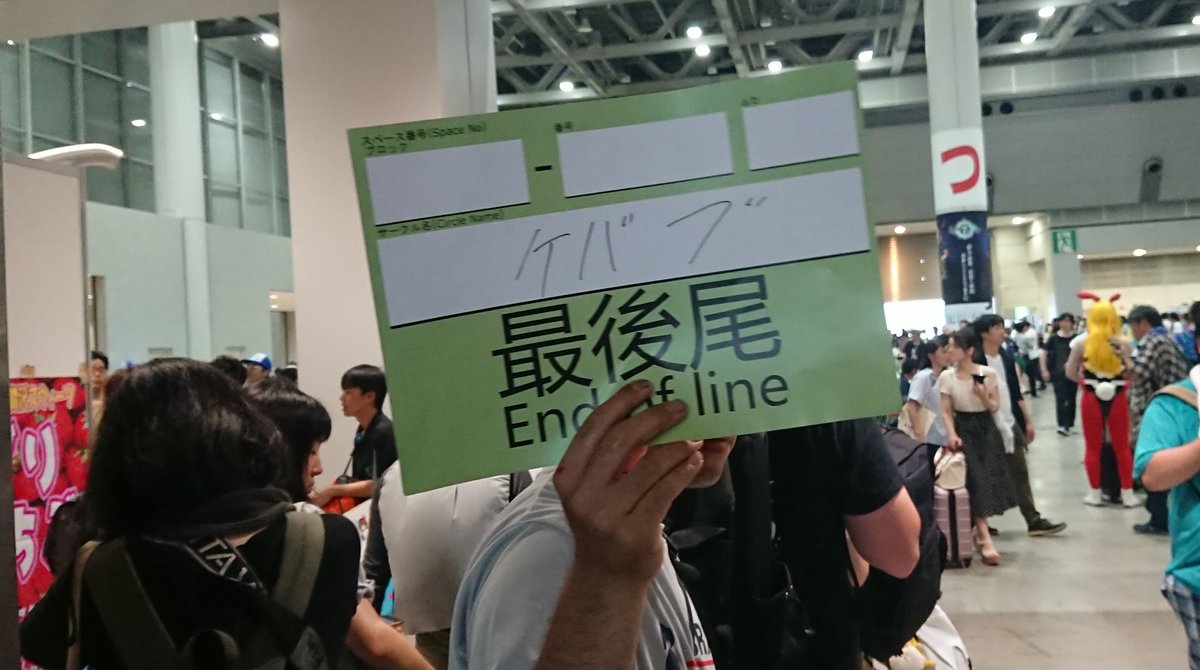 スペース番号(Space No)
ブロック
番号
a/b
サークル名(Circle Name)
ケバブ
最後尾
End of line
つ
TAX